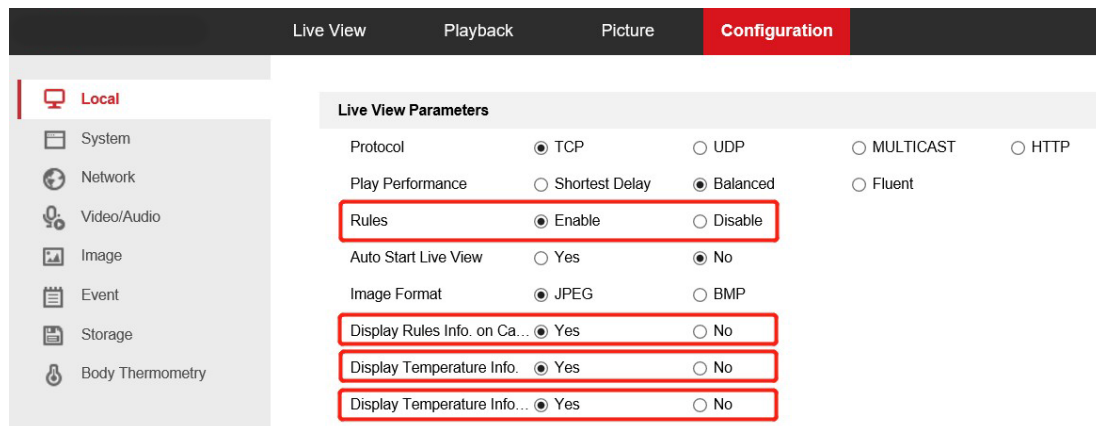 Live View Playback Picture Configuration
Local
System
Network
Video/Audio
Image
Event
Storage
Body Thermometry
Live View Parameters
Protocol TCP UDP MULTICAST HTTP
Play Performance Shortest Delay Balanced Fluent
Rules Enable Disable
Auto Start Live View Yes No
Image Format JPEG BMP
Display Rules Info. on Ca... Yes No
Display Temperature Info. Yes No
Display Temperature Info... Yes No